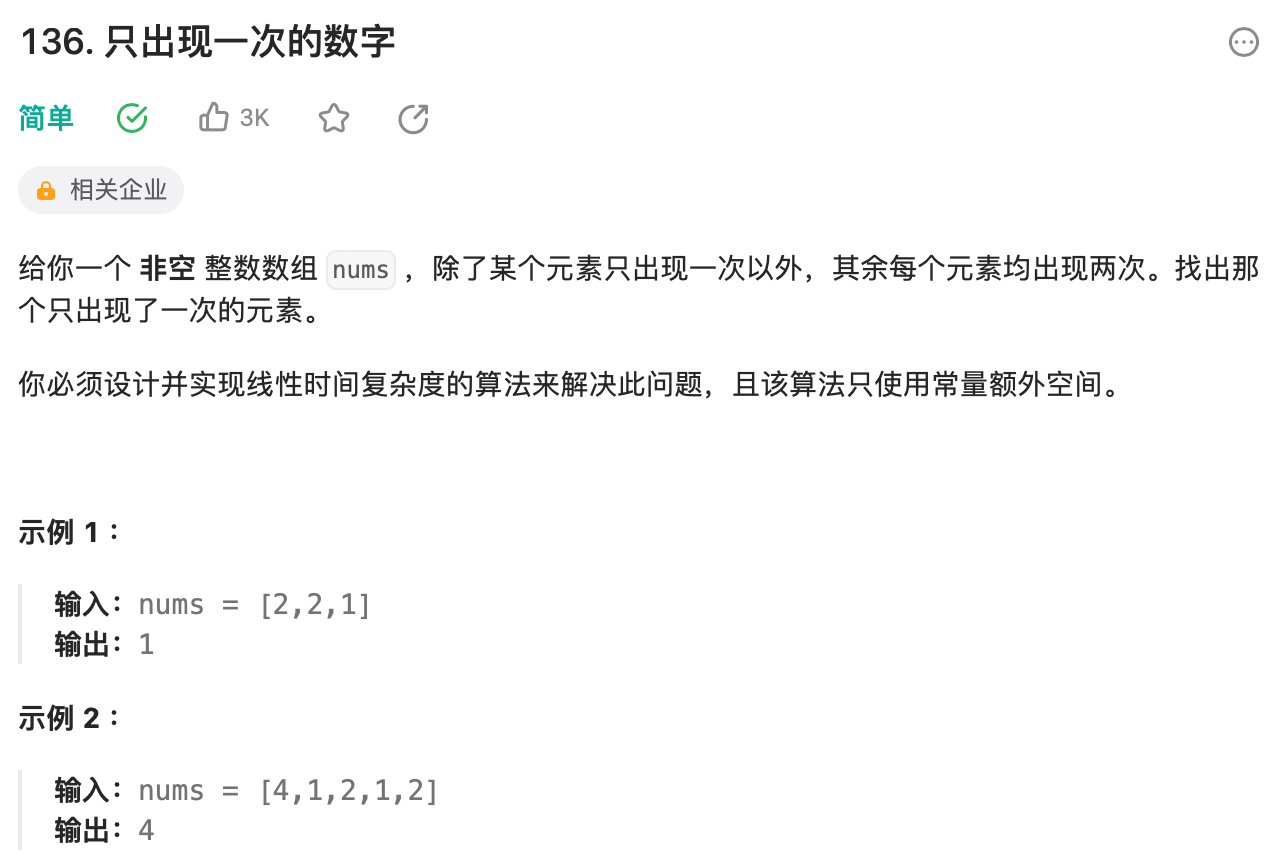 136. 只出现一次的数字
简单 3K
相关企业
给你一个 非空 整数数组 nums ，除了某个元素只出现一次以外，其余每个元素均出现两次。找出那
个只出现了一次的元素。
你必须设计并实现线性时间复杂度的算法来解决此问题，且该算法只使用常量额外空间。
示例 1 ：
输入：nums = [2,2,1]
输出：1
示例 2 ：
输入：nums = [4,1,2,1,2]
输出：4